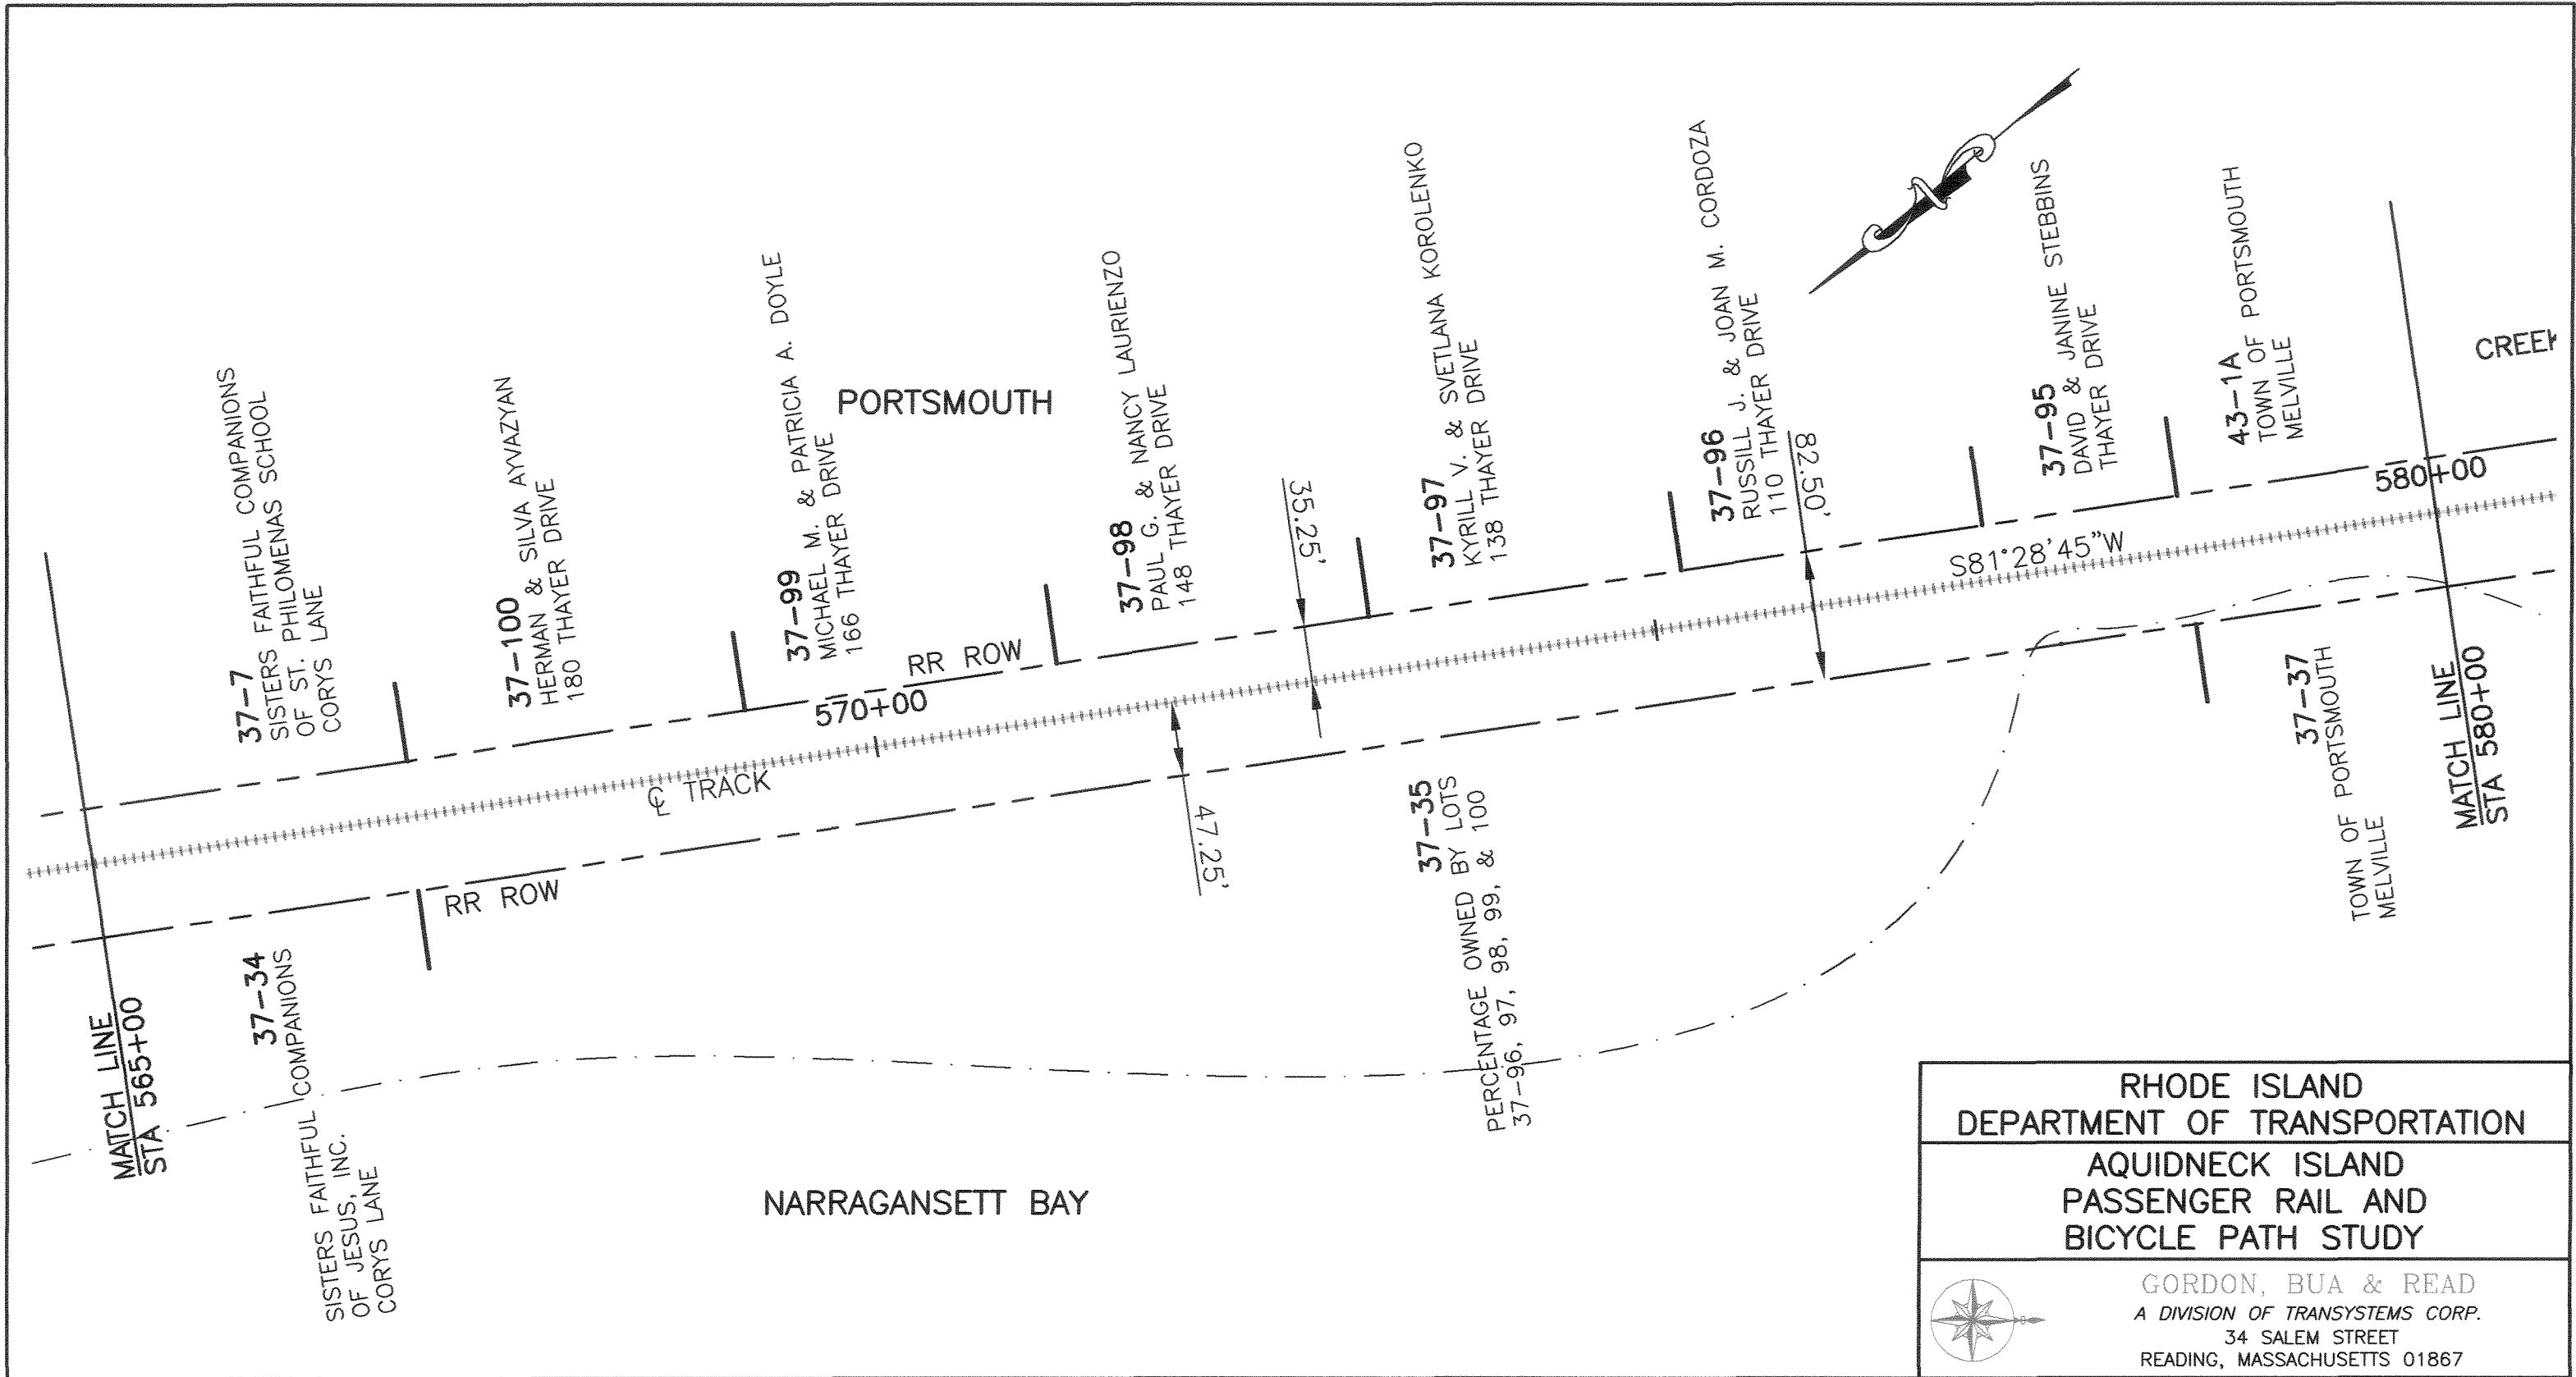 37-7
SISTERS FAITHFUL COMPANIONS
OF ST. PHILOMENAS SCHOOL
CORYS LANE
37-100
HERMAN & SILVA AYVAZYAN
180 THAYER DRIVE
37-99
MICHAEL M. & PATRICIA A. DOYLE
166 THAYER DRIVE
PORTSMOUTH
37-98
PAUL G. & NANCY LAURIENZO
148 THAYER DRIVE
35.25'
37-97
KYRILL V. & SVETLANA KOROLENKO
138 THAYER DRIVE
37-96
RUSSILL J. & JOAN M. CORDOZA
110 THAYER DRIVE
82.50'
37-95
DAVID & JANINE STEBBINS
THAYER DRIVE
43-1A
TOWN OF PORTSMOUTH
MELVILLE
CREEK
580+00
S81°28'45"W
RR ROW
570+00
℄ TRACK
RR ROW
47.25'
MATCH LINE
STA 565+00
37-34
SISTERS FAITHFUL COMPANIONS
OF JESUS, INC.
CORYS LANE
37-35
PERCENTAGE OWNED BY LOTS
37-96, 97, 98, 99, & 100
37-37
TOWN OF PORTSMOUTH
MELVILLE
MATCH LINE
STA 580+00
NARRAGANSETT BAY
RHODE ISLAND
DEPARTMENT OF TRANSPORTATION
AQUIDNECK ISLAND
PASSENGER RAIL AND
BICYCLE PATH STUDY
GORDON, BUA & READ
A DIVISION OF TRANSYSTEMS CORP.
34 SALEM STREET
READING, MASSACHUSETTS 01867